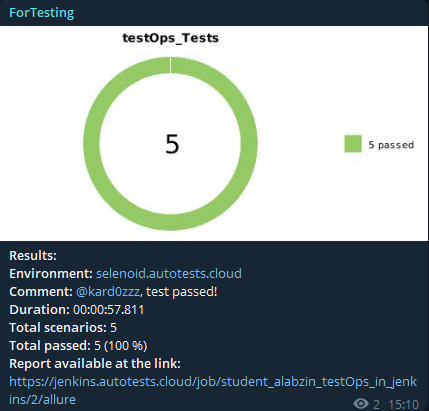 ForTesting
testOps_Tests
5
5 passed
Results:
Environment: selenoid.autotests.cloud
Comment: @kard0zzz, test passed!
Duration: 00:00:57.811
Total scenarios: 5
Total passed: 5 (100 %)
Report available at the link:
https://jenkins.autotests.cloud/job/student_alabzin_testOps_in_jenk
ins/2/allure
2 15:10